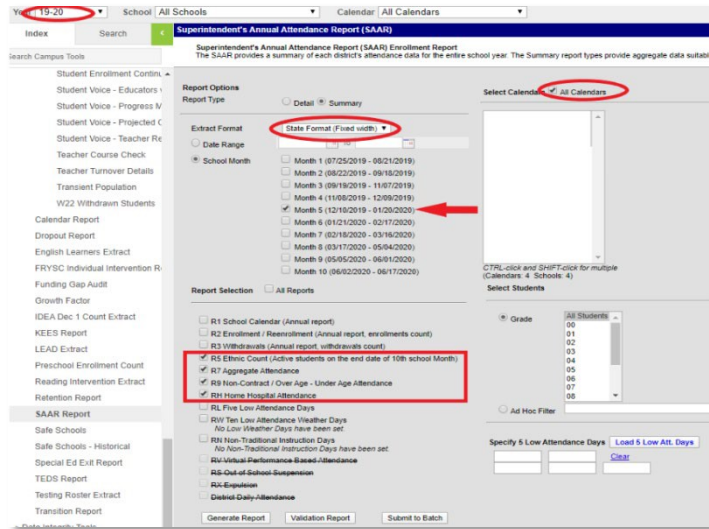 Year 19-20 School All Schools Calendar All Calendars
Index Search
Search Campus Tools
Student Enrollment Continu
Student Voice - Educators
Student Voice - Progress M
Student Voice - Projected
Student Voice - Teacher Re
Teacher Course Check
Teacher Turnover Details
Transient Population
W22 Withdrawn Students
Calendar Report
Dropout Report
English Learners Extract
FRYSC Individual Intervention R
Funding Gap Audit
Growth Factor
IDEA Dec 1 Count Extract
KEES Report
LEAD Extract
Preschool Enrollment Count
Reading Intervention Extract
Retention Report
SAAR Report
Safe Schools
Safe Schools - Historical
Special Ed Exit Report
TEDS Report
Testing Roster Extract
Transition Report
Data Integrity Tools
Superintendent's Annual Attendance Report (SAAR)
Superintendent's Annual Attendance Report (SAAR) Enrollment Report
The SAAR provides a summary of each district's attendance data for the entire school year. The Summary report types provide aggregate data suitabl
Report Options
Report Type Detail Summary
Extract Format State Format (Fixed width)
Date Range to
School Month Month 1 (07/25/2019 - 08/21/2019)
Month 2 (08/22/2019 - 09/18/2019)
Month 3 (09/19/2019 - 11/07/2019)
Month 4 (11/08/2019 - 12/09/2019)
Month 5 (12/10/2019 - 01/20/2020)
Month 6 (01/21/2020 - 02/17/2020)
Month 7 (02/18/2020 - 03/16/2020)
Month 8 (03/17/2020 - 05/04/2020)
Month 9 (05/05/2020 - 06/01/2020)
Month 10 (06/02/2020 - 06/17/2020)
Report Selection All Reports
R1 School Calendar (Annual report)
R2 Enrollment / Reenrollment (Annual report, enrollments count)
R3 Withdrawals (Annual report, withdrawals count)
R5 Ethnic Count (Active students on the end date of 10th school Month)
R7 Aggregate Attendance
R9 Non-Contract / Over Age - Under Age Attendance
RH Home Hospital Attendance
RL Five Low Attendance Days
RW Ten Low Attendance Weather Days
No Low Weather Days have been set
RN Non-Traditional Instruction Days
No Non-Traditional Instruction Days have been set.
RV Virtual Performance Based Attendance
RS Out of School Suspension
RX Expulsion
District Daily Attendance
Generate Report Validation Report Submit to Batch
Select Calendars All Calendars
CTRL-click and SHIFT-click for multiple
(Calendars: 4 Schools: 4)
Select Students
Grade All Students
00
01
02
03
04
05
06
07
08
Ad Hoc Filter
Specify 5 Low Attendance Days Load 5 Low Att. Days
Clear